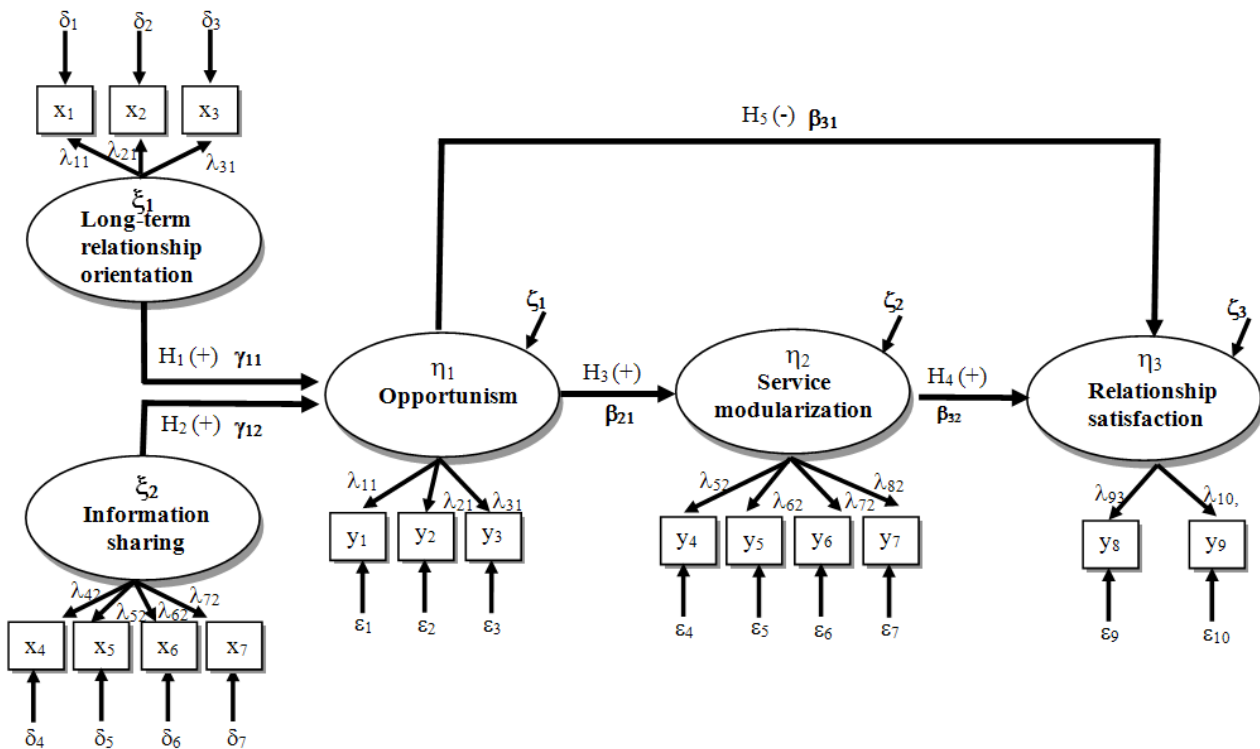 δ₁ δ₂ δ₃
x₁ x₂ x₃
λ₁₁ λ₂₁ λ₃₁
ξ₁
Long-term
relationship
orientation
H₅ (-) β₃₁
H₁ (+) γ₁₁
H₂ (+) γ₁₂
ξ₂
Information
sharing
λ₄₂ λ₅₂ λ₆₂ λ₇₂
x₄ x₅ x₆ x₇
δ₄ δ₅ δ₆ δ₇
ζ₁
η₁
Opportunism
λ₁₁ λ₂₁ λ₃₁
y₁ y₂ y₃
ε₁ ε₂ ε₃
H₃ (+)
β₂₁
ζ₂
η₂
Service
modularization
λ₅₂ λ₆₂ λ₇₂ λ₈₂
y₄ y₅ y₆ y₇
ε₄ ε₅ ε₆ ε₇
H₄ (+)
β₃₂
ζ₃
η₃
Relationship
satisfaction
λ₉₃ λ₁₀,
y₈ y₉
ε₉ ε₁₀